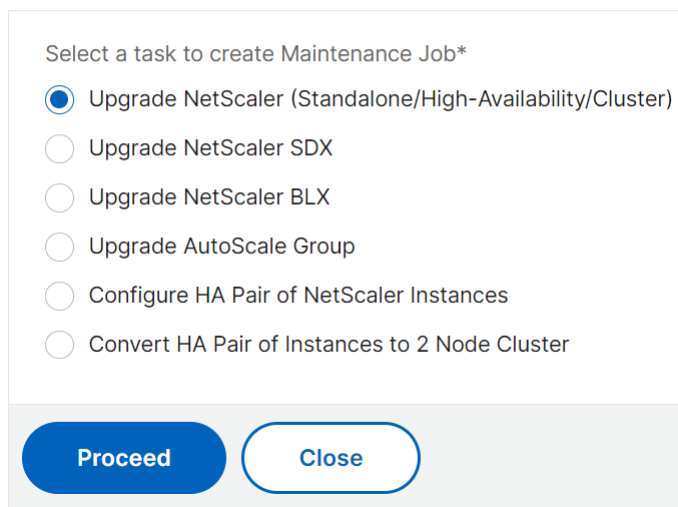 Select a task to create Maintenance Job*
Upgrade NetScaler (Standalone/High-Availability/Cluster)
Upgrade NetScaler SDX
Upgrade NetScaler BLX
Upgrade AutoScale Group
Configure HA Pair of NetScaler Instances
Convert HA Pair of Instances to 2 Node Cluster
Proceed Close